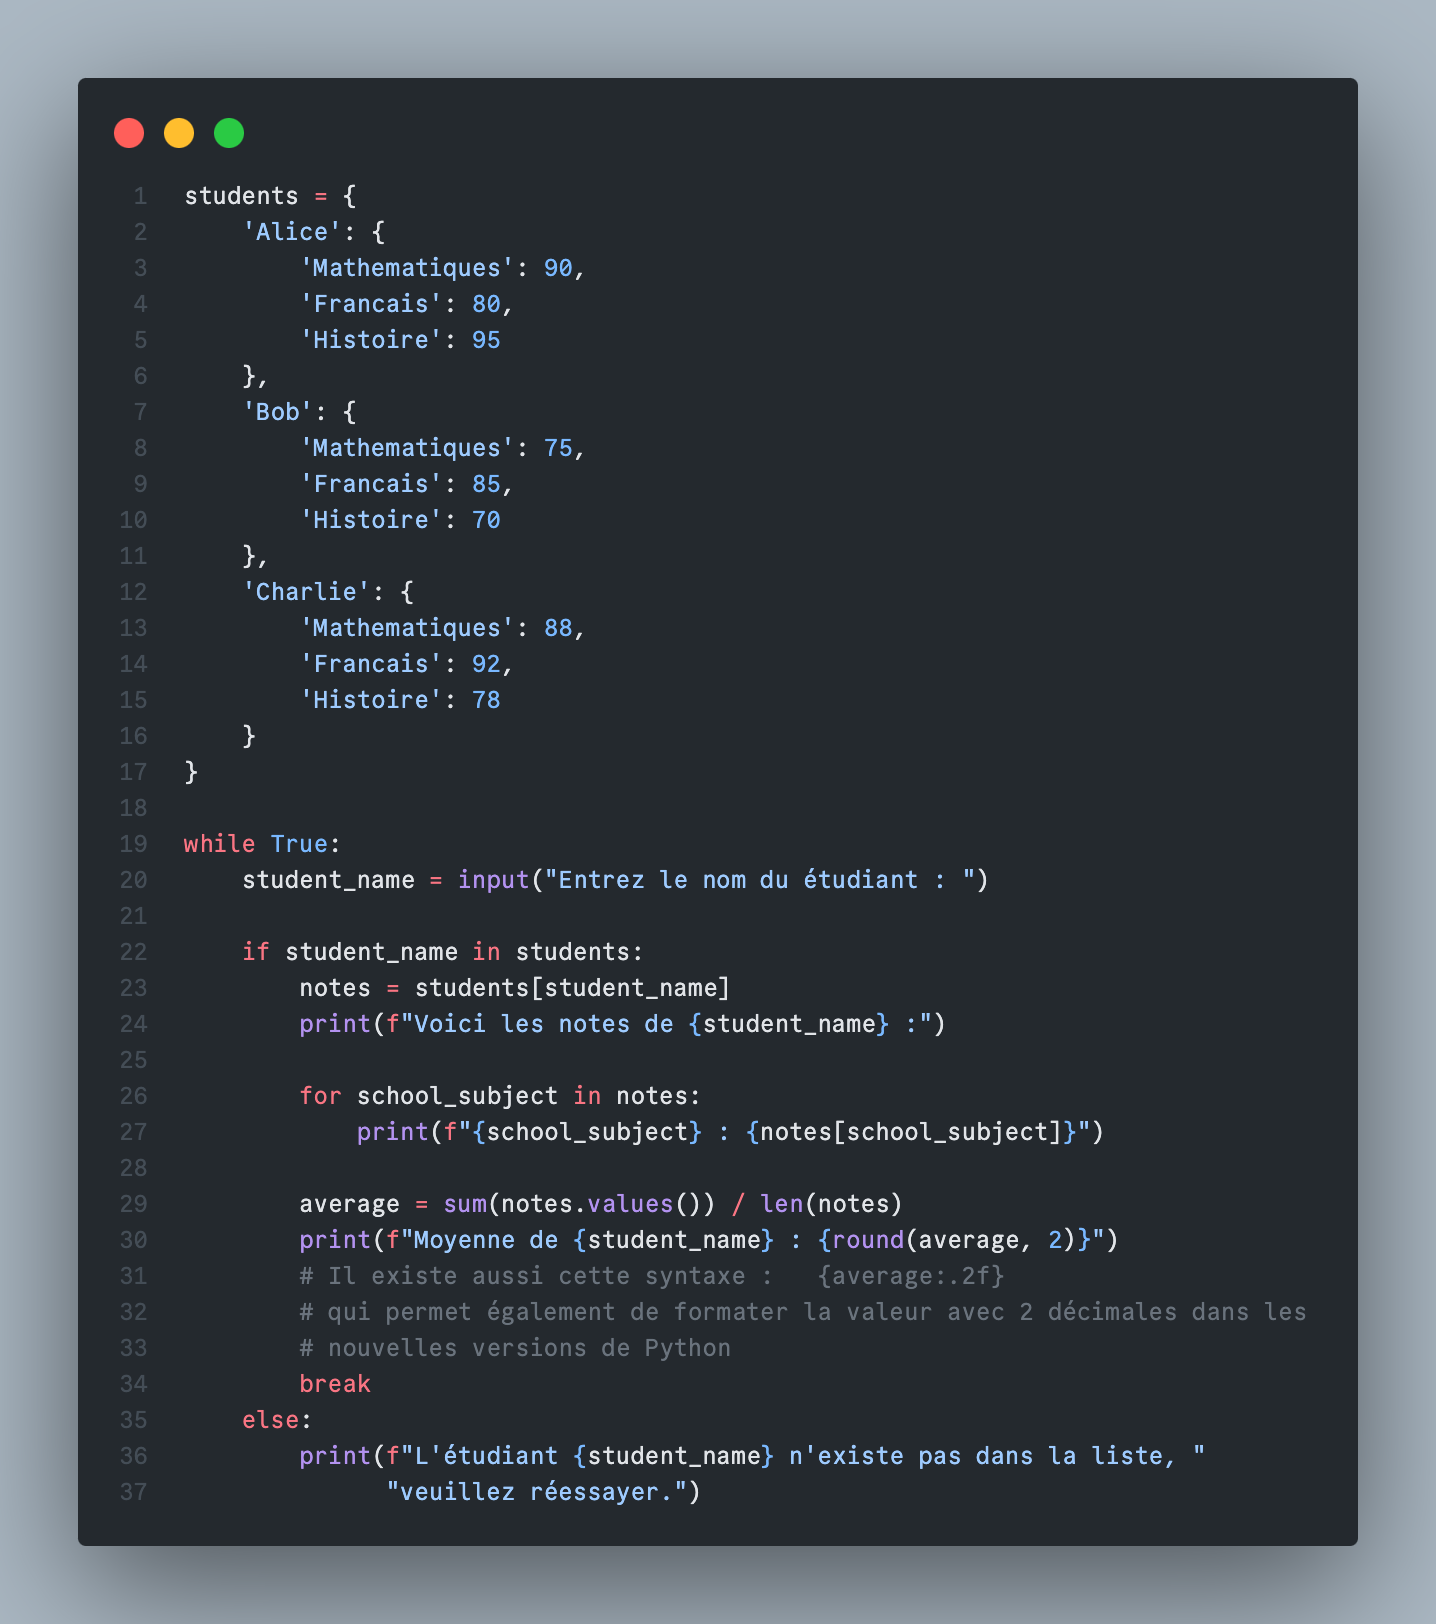 1 students = {
2     'Alice': {
3         'Mathematiques': 90,
4         'Francais': 80,
5         'Histoire': 95
6     },
7     'Bob': {
8         'Mathematiques': 75,
9         'Francais': 85,
10         'Histoire': 70
11     },
12     'Charlie': {
13         'Mathematiques': 88,
14         'Francais': 92,
15         'Histoire': 78
16     }
17 }
18
19 while True:
20     student_name = input("Entrez le nom du étudiant : ")
21
22     if student_name in students:
23         notes = students[student_name]
24         print(f"Voici les notes de {student_name} :")
25
26         for school_subject in notes:
27             print(f"{school_subject} : {notes[school_subject]}")
28
29         average = sum(notes.values()) / len(notes)
30         print(f"Moyenne de {student_name} : {round(average, 2)}")
31         # Il existe aussi cette syntaxe :   {average:.2f}
32         # qui permet également de formater la valeur avec 2 décimales dans les
33         # nouvelles versions de Python
34         break
35     else:
36         print(f"L'étudiant {student_name} n'existe pas dans la liste, "
37               "veuillez réessayer.")